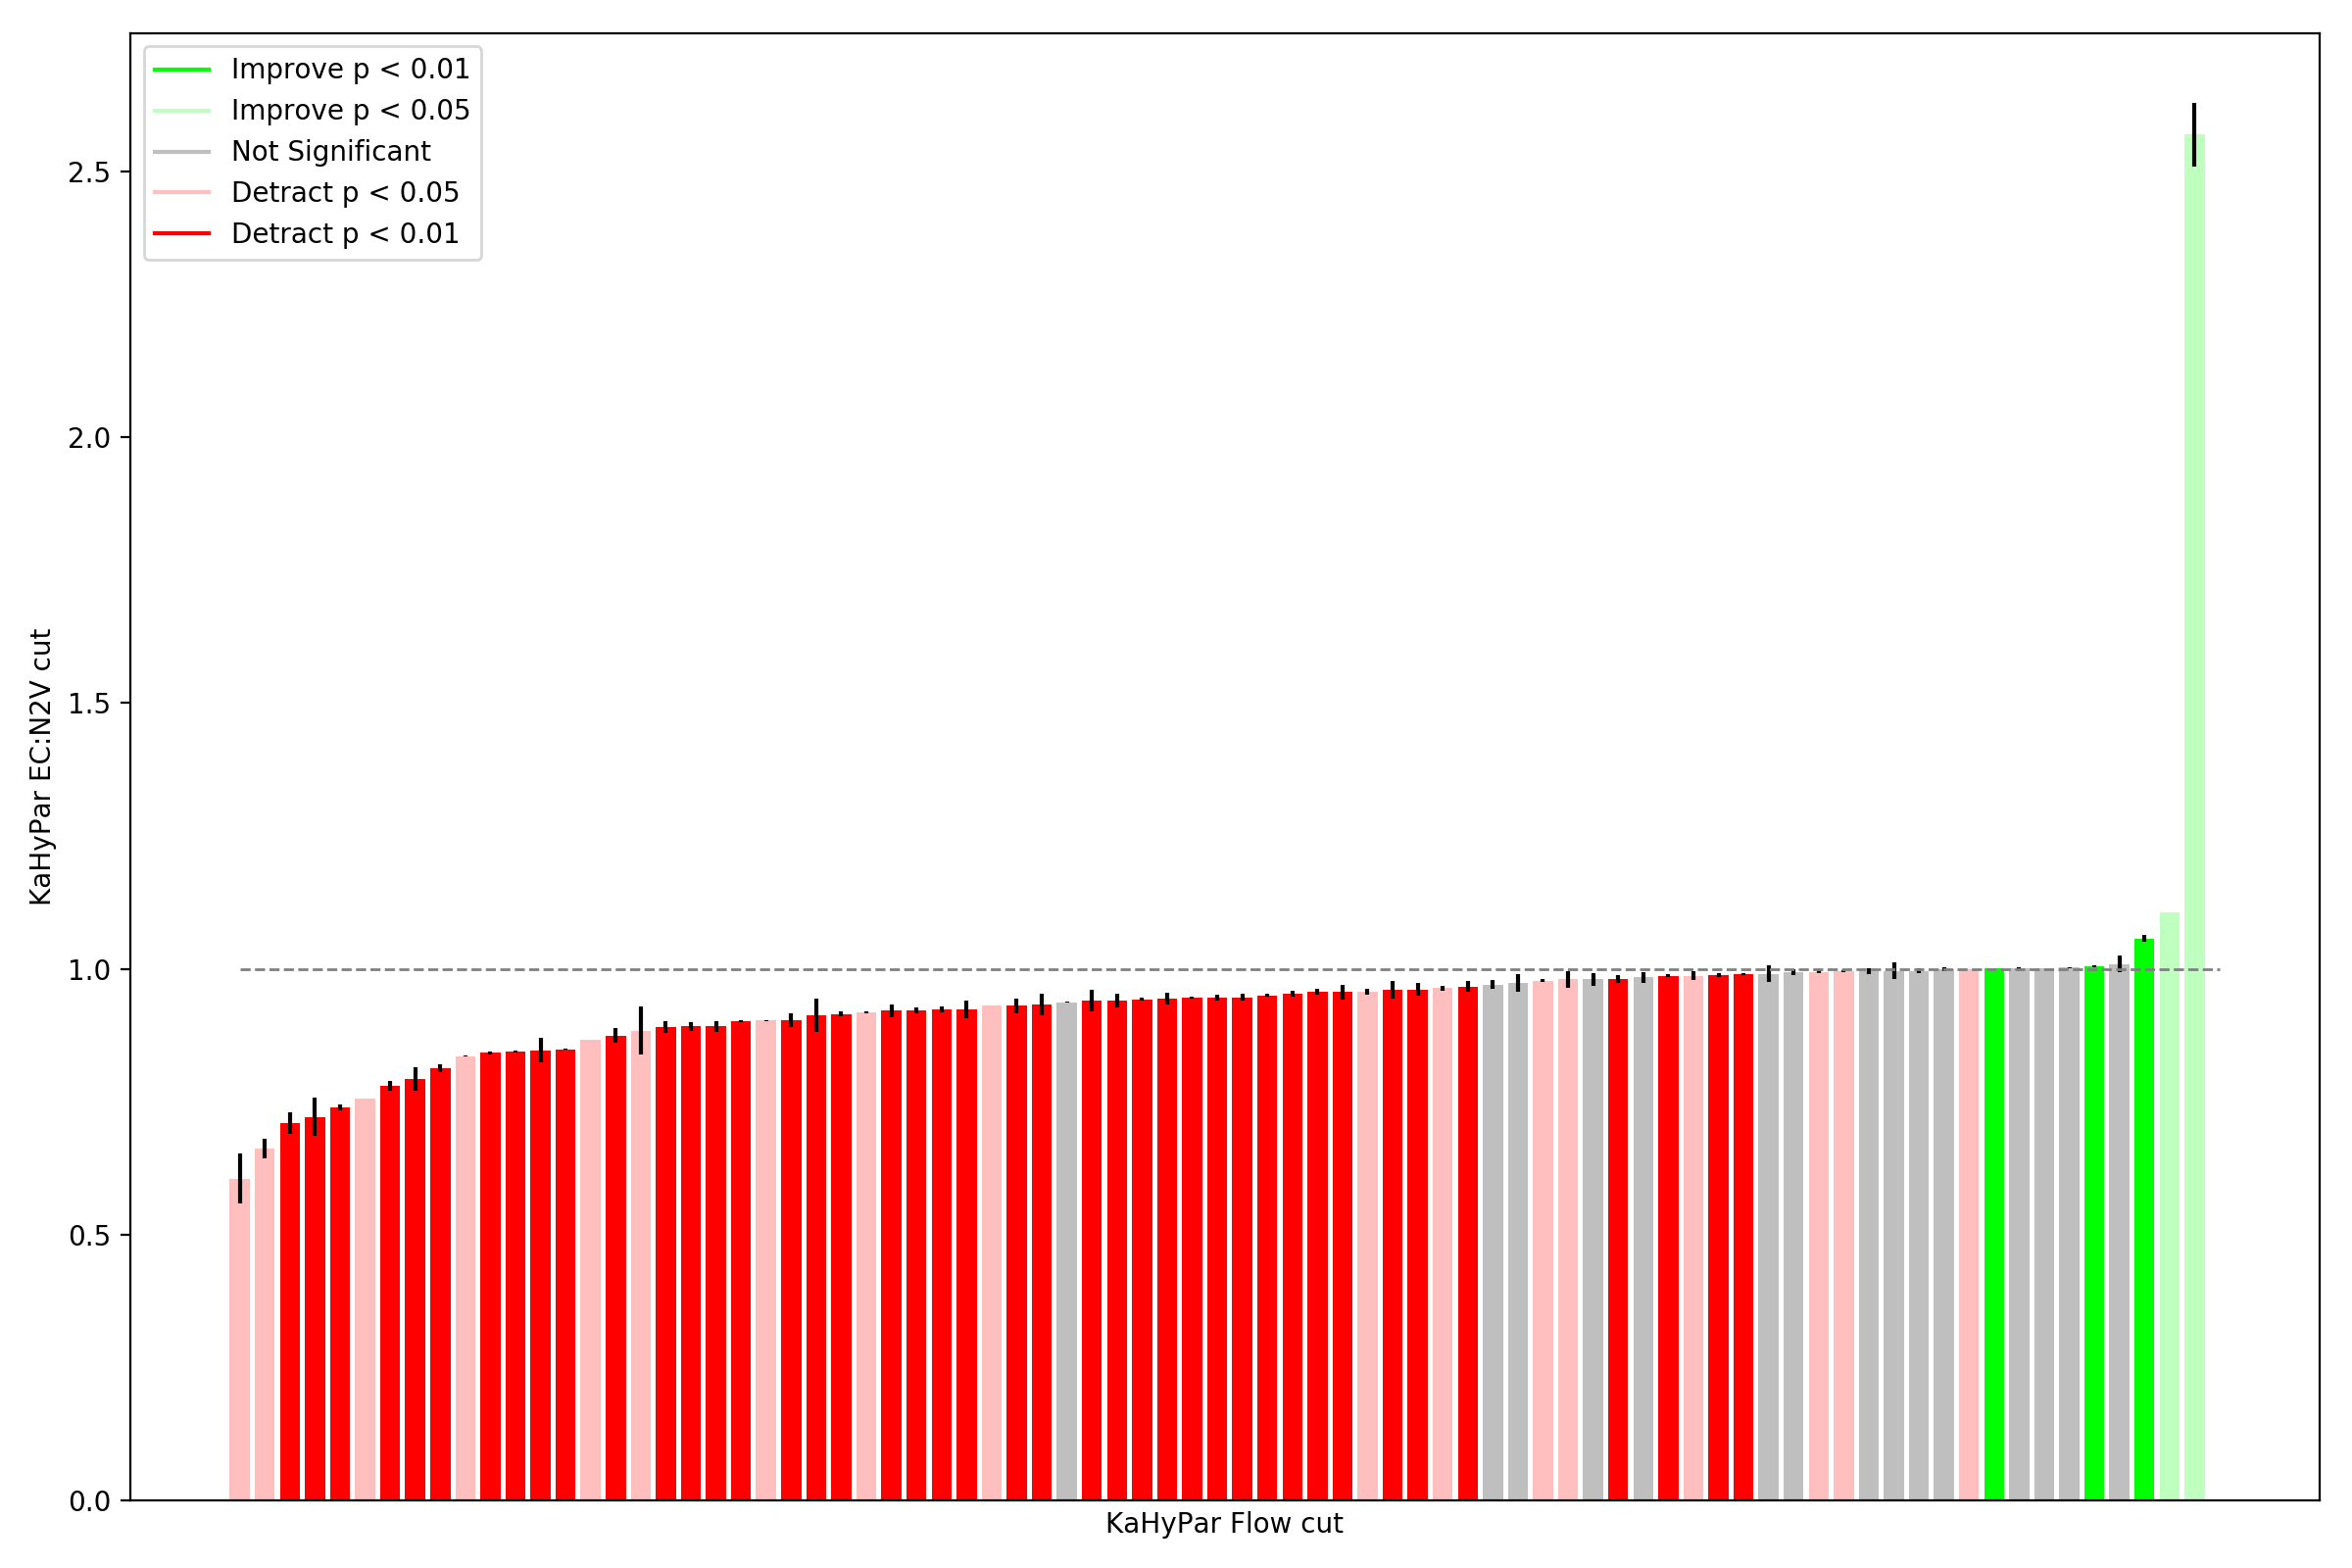 Improve p < 0.01
Improve p < 0.05
Not Significant
Detract p < 0.05
Detract p < 0.01
2.5
2.0
1.5
1.0
0.5
0.0
KaHyPar EC:N2V cut
KaHyPar Flow cut